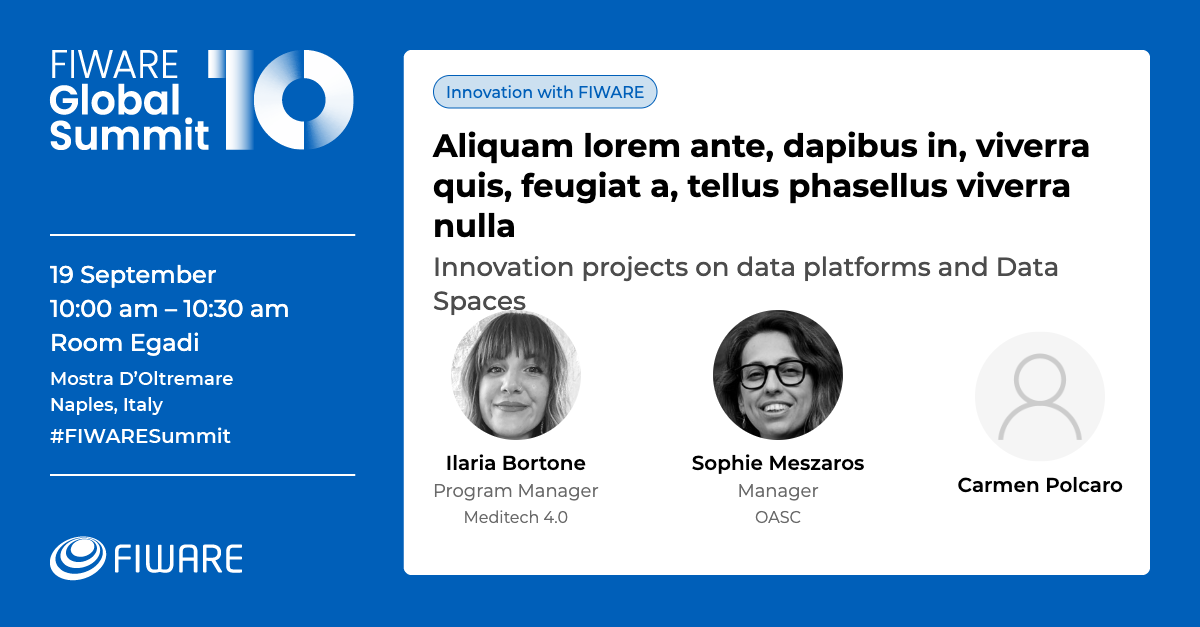 FIWARE
Global
Summit
10
19 September
10:00 am – 10:30 am
Room Egadi
Mostra D’Oltremare
Naples, Italy
#FIWARESummit
FIWARE
Innovation with FIWARE
Aliquam lorem ante, dapibus in, viverra
quis, feugiat a, tellus phasellus viverra
nulla
Innovation projects on data platforms and Data
Spaces
Ilaria Bortone
Program Manager
Meditech 4.0
Sophie Meszaros
Manager
OASC
Carmen Polcaro